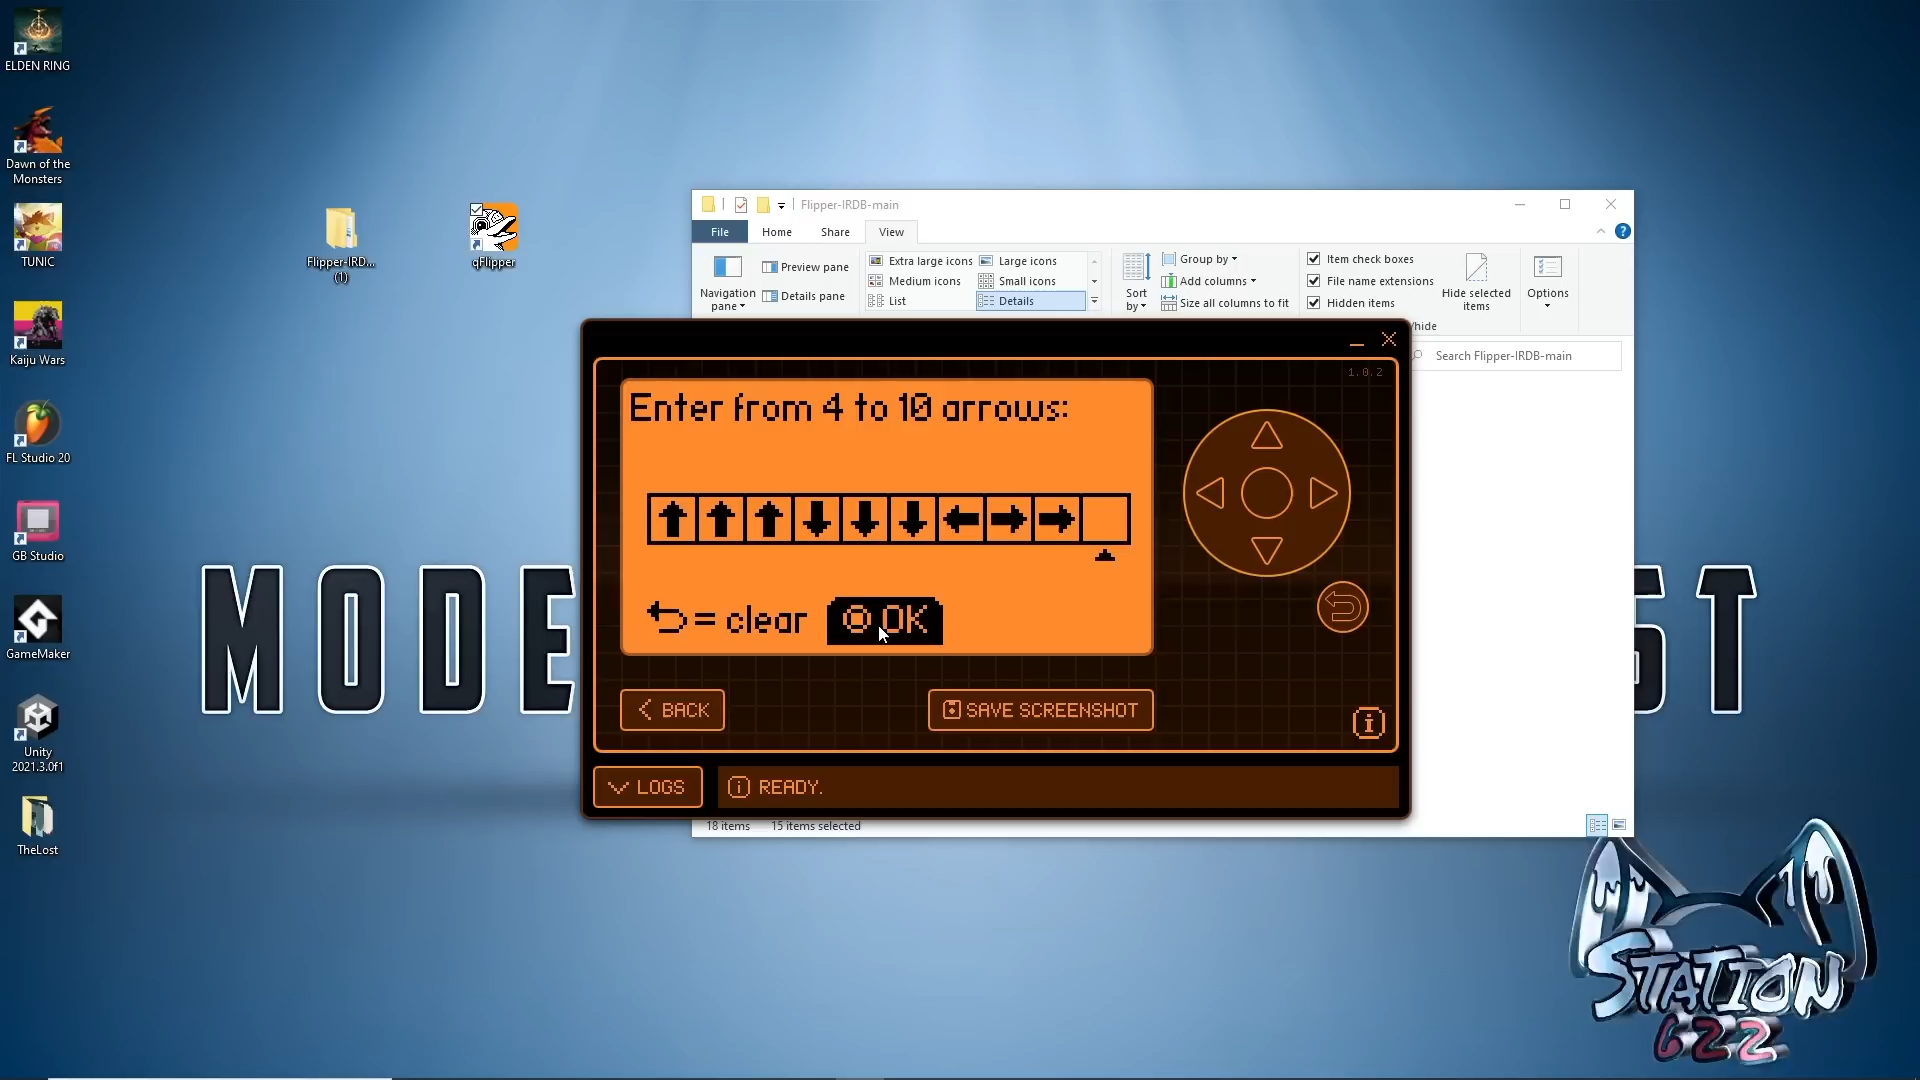 ELDEN RING
Dawn of the
Monsters
TUNIC
Kaiju Wars
FL Studio 20
GB Studio
GameMaker
Unity
2021.3.0f1
TheLost
Flipper-IRD...
(1)
qFlipper
Flipper-IRDB-main
File Home Share View
Navigation
pane
Preview pane
Details pane
Extra large icons Large icons
Medium icons Small icons
List Details
Sort
by
Group by
Add columns
Size all columns to fit
Item check boxes
File name extensions
Hidden items
Hide selected
items
Options
/hide
Search Flipper-IRDB-main
1.0.2
Enter from 4 to 10 arrows:
= clear OK
BACK
SAVE SCREENSHOT
LOGS
READY.
18 items 15 items selected
MODE
ST
STATION
622